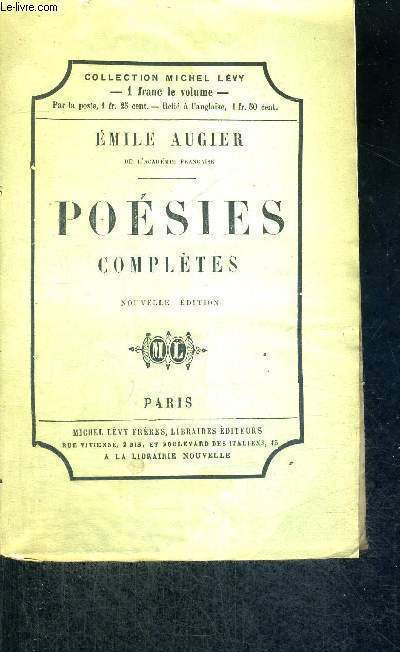 Le-livre.com
COLLECTION MICHEL LÉVY
— 1 franc le volume —
Par la poste, 1 fr. 25 cent. — Relié à l'anglaise, 1 fr. 50 cent.
ÉMILE AUGIER
DE L'ACADÉMIE FRANÇAISE
POÉSIES
COMPLÈTES
NOUVELLE ÉDITION
ML
PARIS
MICHEL LÉVY FRÈRES, LIBRAIRES ÉDITEURS
RUE VIVIENNE, 2 BIS, ET BOULEVARD DES ITALIENS, 15
A LA LIBRAIRIE NOUVELLE